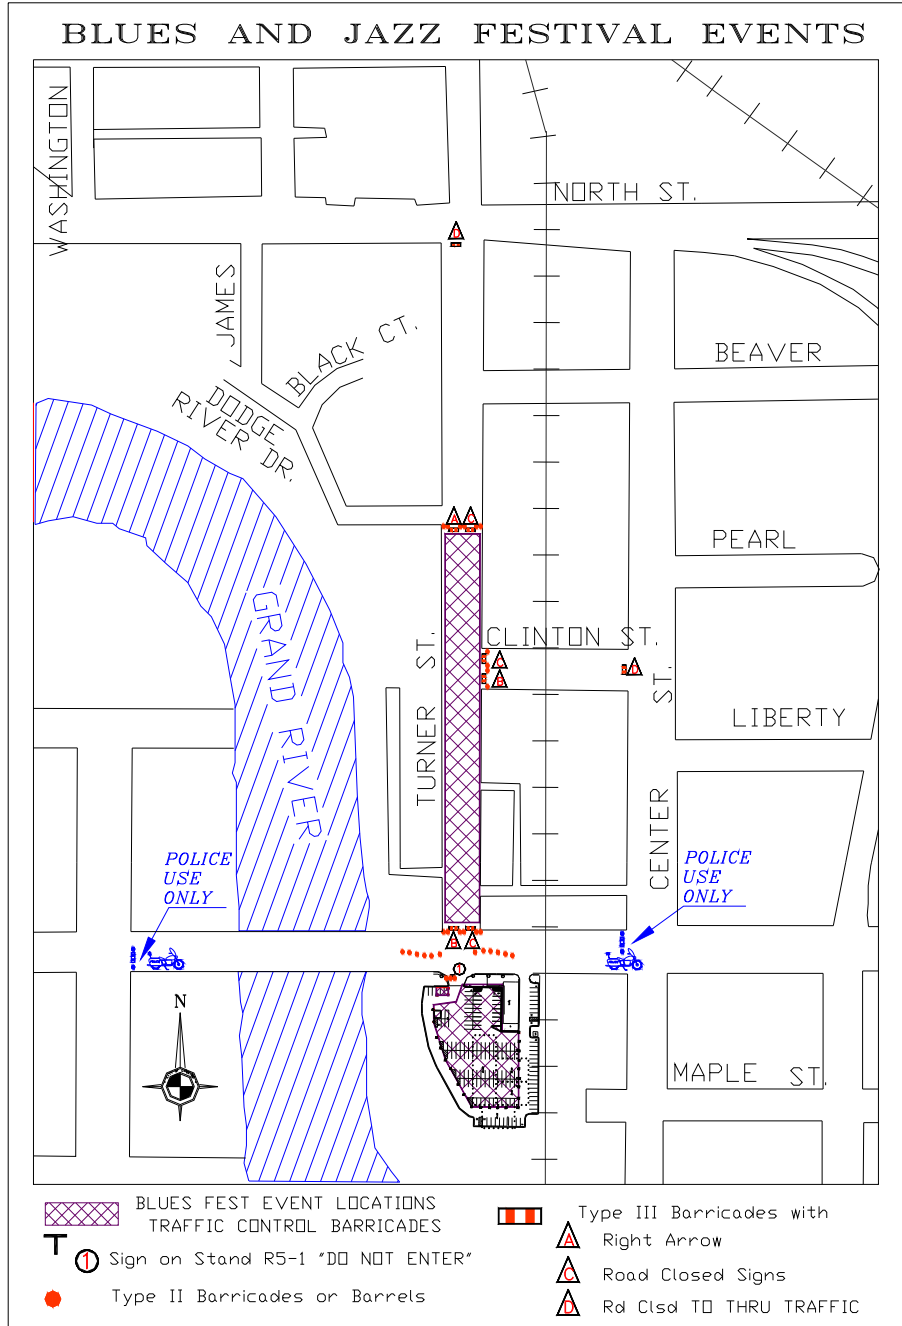 BLUES AND JAZZ FESTIVAL EVENTS
WASHINGTON
NORTH ST.
D
JAMES
BLACK CT.
BEAVER
DODGE
RIVER DR.
A C
PEARL
GRAND RIVER
CLINTON ST.
C
B
D
TURNER ST.
CENTER ST.
LIBERTY
POLICE
USE
ONLY
POLICE
USE
ONLY
B C
1
N
MAPLE ST.
BLUES FEST EVENT LOCATIONS
TRAFFIC CONTROL BARRICADES
1 Sign on Stand R5-1 "DO NOT ENTER"
Type II Barricades or Barrels
Type III Barricades with
A Right Arrow
C Road Closed Signs
D Rd Clsd TO THRU TRAFFIC